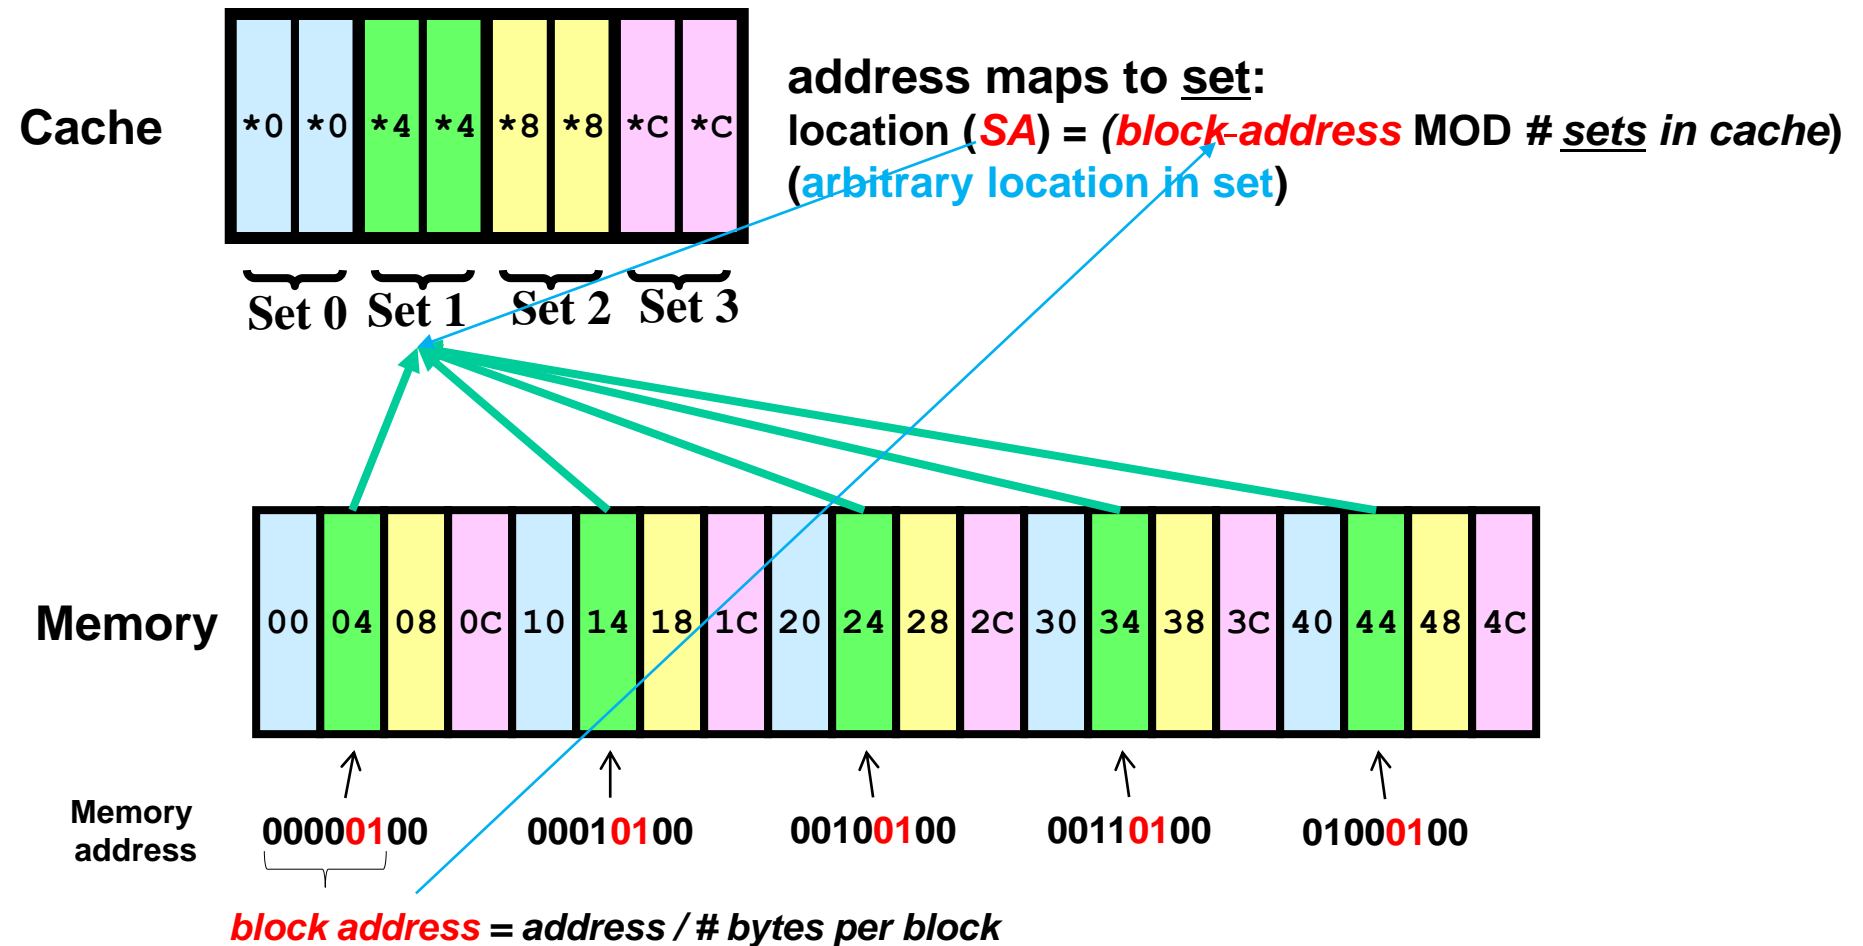 Cache
*0 *0 *4 *4 *8 *8 *C *C
address maps to set:
location (SA) = (block-address MOD # sets in cache)
(arbitrary location in set)
Set 0 Set 1 Set 2 Set 3
Memory
00 04 08 0C 10 14 18 1C 20 24 28 2C 30 34 38 3C 40 44 48 4C
Memory
address
00000100 00010100 00100100 00110100 01000100
block address = address / # bytes per block